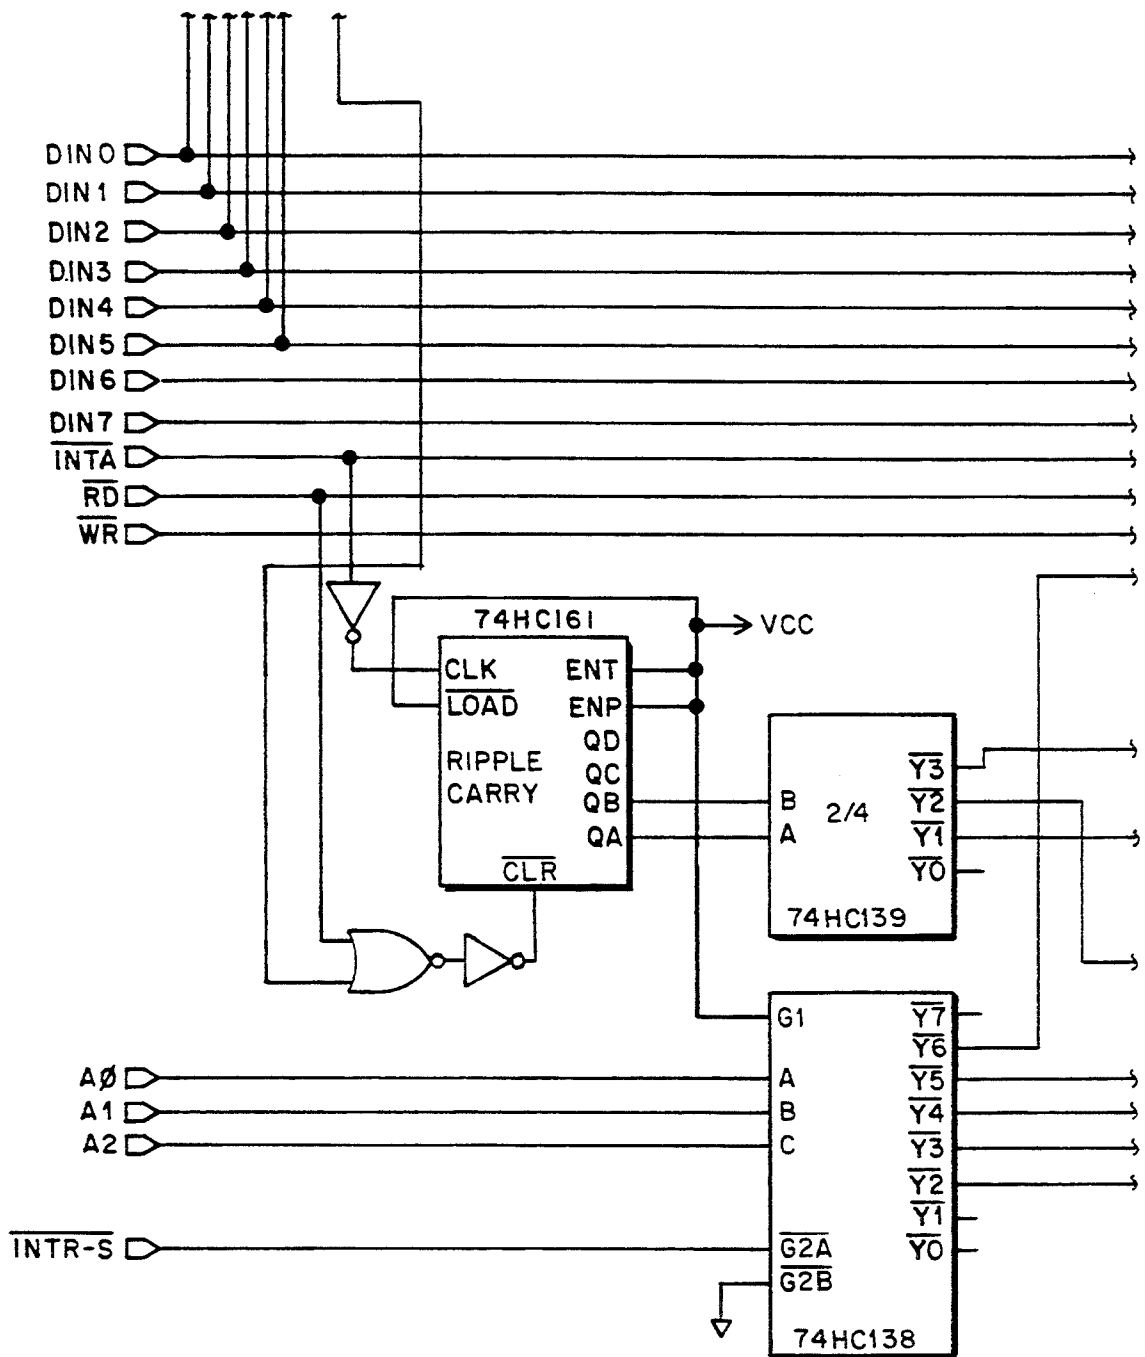 DIN0
DIN1
DIN2
D.IN3
DIN4
DIN5
DIN6
DIN7
INTA
RD
WR
74HC161
VCC
CLK ENT
LOAD ENP
QD
RIPPLE QC
CARRY QB
QA
CLR
Y3
B 2/4 Y2
A Y1
Y0
74HC139
G1 Y7
Y6
AØ A Y5
A1 B Y4
A2 C Y3
Y2
Y1
INTR-S G2A Y0
G2B
74HC138